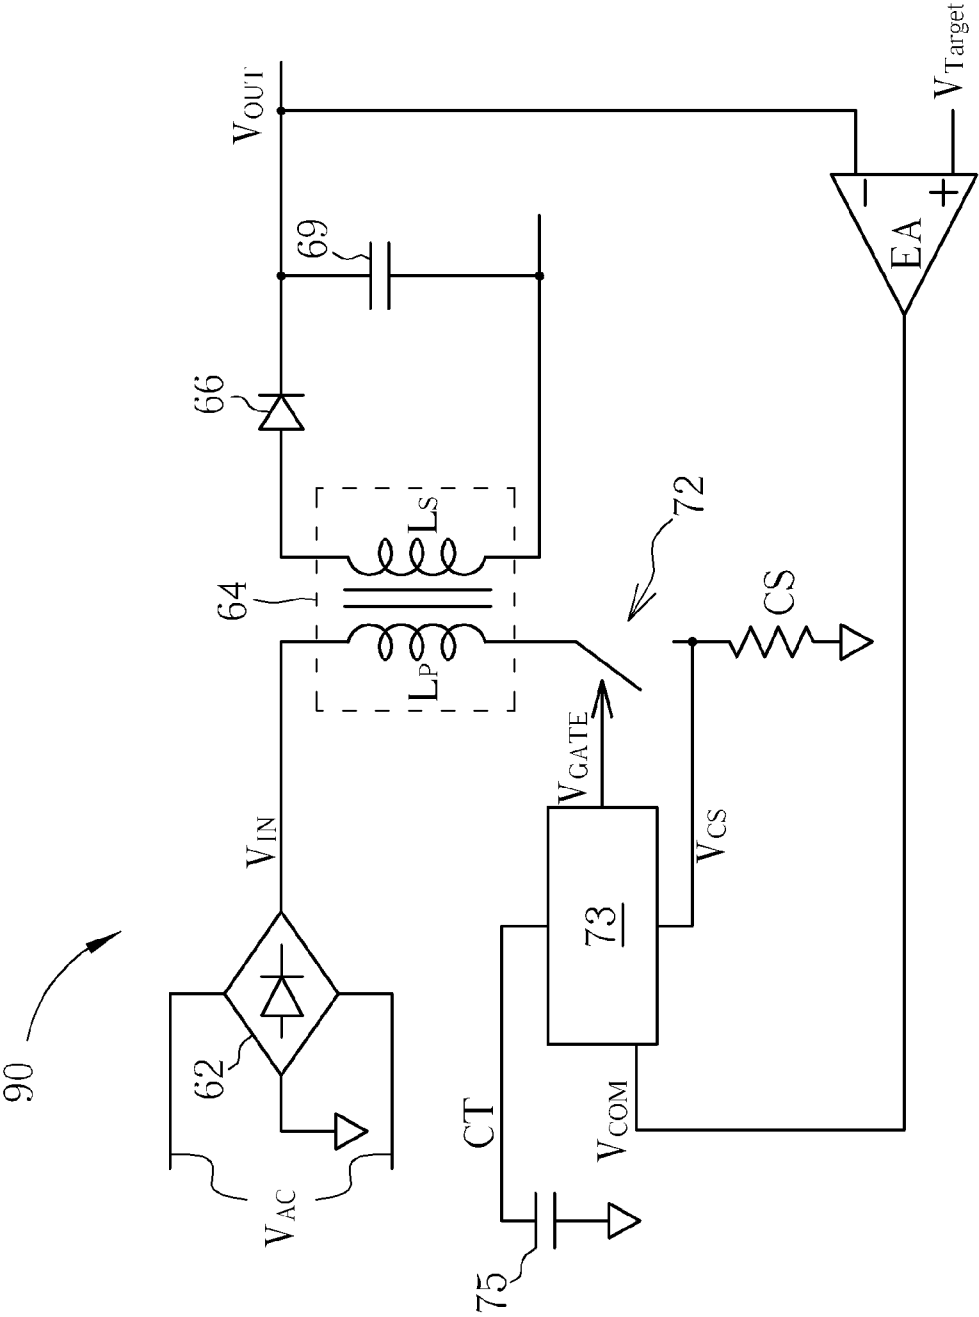 90
V_AC
62
V_IN
64
L_P
L_S
66
69
V_OUT
75
CT
73
V_GATE
72
V_COM
V_CS
CS
EA
−
+
V_Target